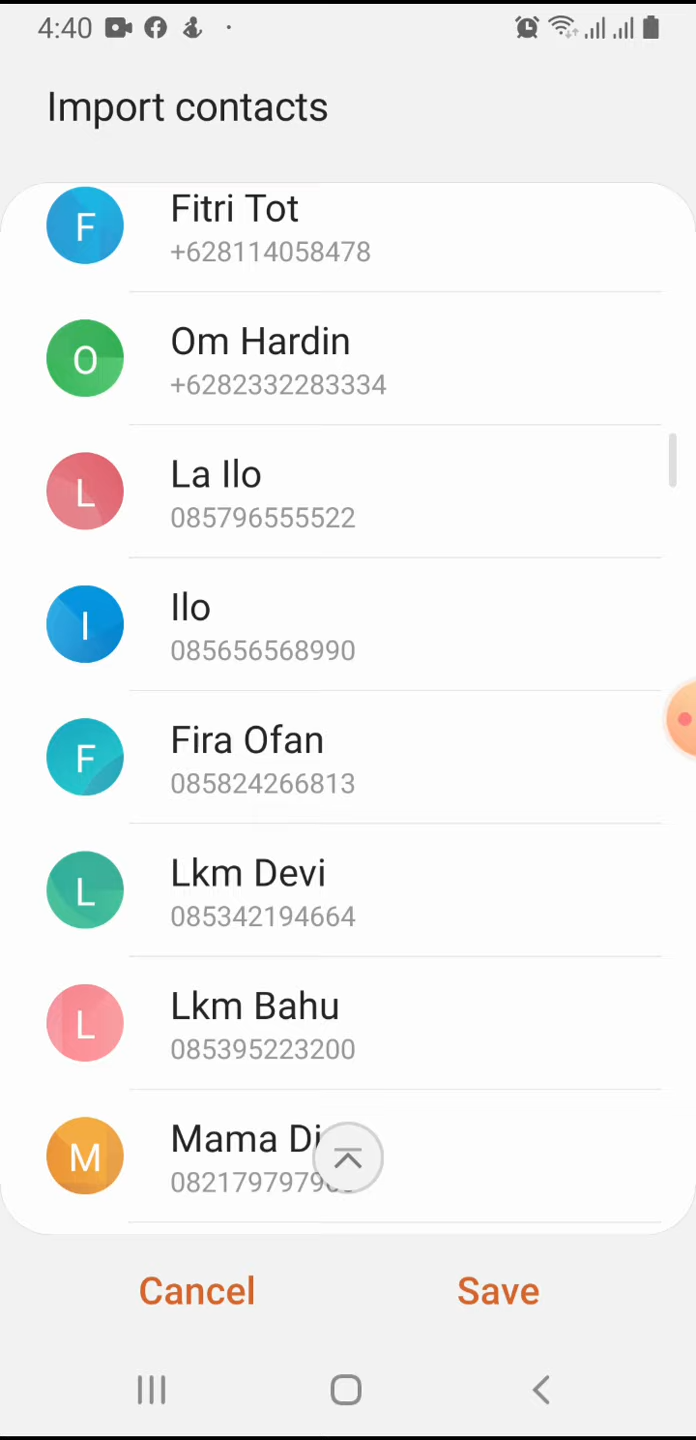 4:40
Import contacts
F
Fitri Tot
+628114058478
O
Om Hardin
+6282332283334
L
La Ilo
085796555522
I
Ilo
085656568990
F
Fira Ofan
085824266813
L
Lkm Devi
085342194664
L
Lkm Bahu
085395223200
M
Mama
Cancel
Save